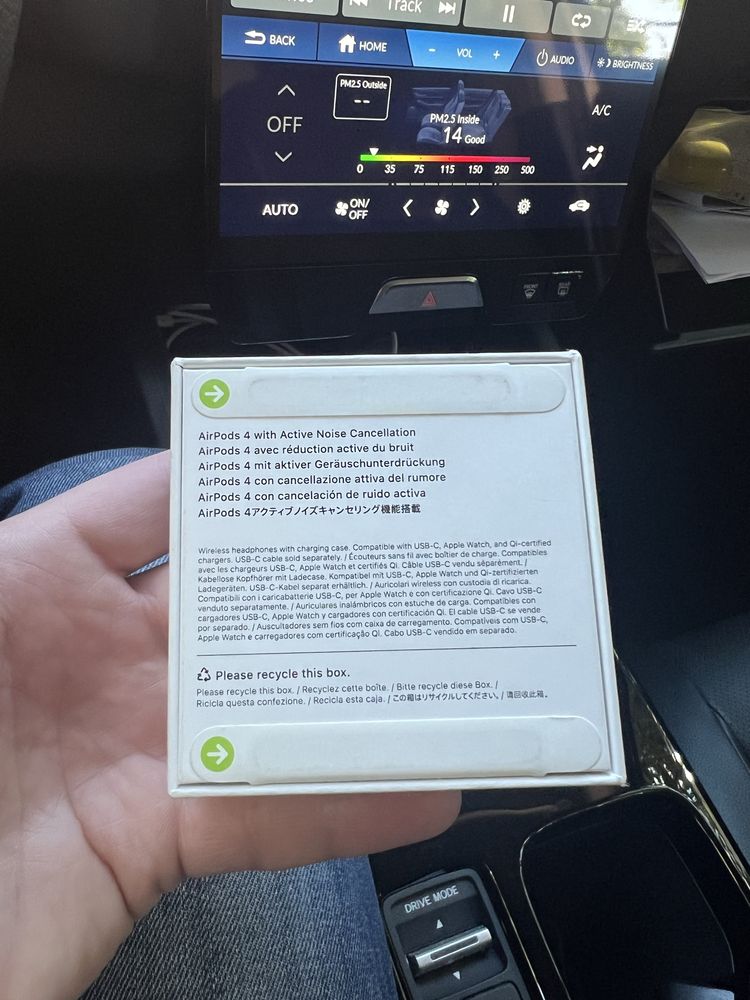 Track
BACK
HOME
- VOL +
AUDIO
BRIGHTNESS
PM2.5 Outside
--
OFF
PM2.5 Inside
14 Good
A/C
0 35 75 115 150 250 500
AUTO
ON/
OFF
FRONT
REAR
AirPods 4 with Active Noise Cancellation
AirPods 4 avec réduction active du bruit
AirPods 4 mit aktiver Geräuschunterdrückung
AirPods 4 con cancellazione attiva del rumore
AirPods 4 con cancelación de ruido activa
AirPods 4アクティブノイズキャンセリング機能搭載
Wireless headphones with charging case. Compatible with USB-C, Apple Watch, and Qi-certified
chargers. USB-C cable sold separately. / Écouteurs sans fil avec boîtier de charge. Compatibles
avec les chargeurs USB-C, Apple Watch et certifiés Qi. Câble USB-C vendu séparément. /
Kabellose Kopfhörer mit Ladecase. Kompatibel mit USB-C, Apple Watch und Qi-zertifizierten
Ladegeräten. USB-C-Kabel separat erhältlich. / Auricolari wireless con custodia di ricarica.
Compatibili con i caricabatterie USB-C, per Apple Watch e con certificazione Qi. Cavo USB-C
venduto separatamente. / Auriculares inalámbricos con estuche de carga. Compatibles con
cargadores USB-C, Apple Watch y cargadores con certificación Qi. El cable USB-C se vende
por separado. / Auscultadores sem fios com caixa de carregamento. Compatíveis com USB-C,
Apple Watch e carregadores com certificação Qi. Cabo USB-C vendido em separado.
Please recycle this box.
Please recycle this box. / Recyclez cette boîte. / Bitte recycle diese Box. /
Ricicla questa confezione. / Recicla esta caja. / この箱はリサイクルしてください。/ 请回收此箱。
DRIVE MODE